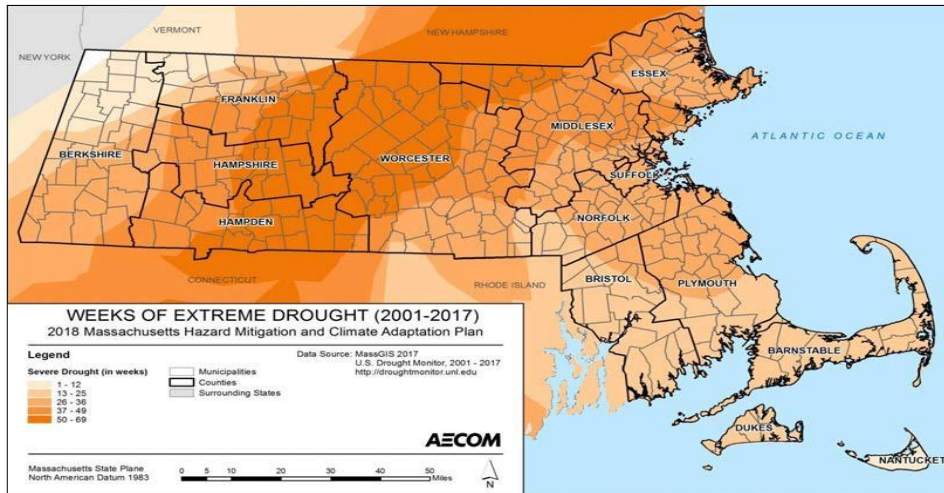 VERMONT
NEW HAMPSHIRE
NEW YORK
ESSEX
FRANKLIN
MIDDLESEX
ATLANTIC OCEAN
BERKSHIRE
HAMPSHIRE
WORCESTER
SUFFOLK
HAMPDEN
NORFOLK
CONNECTICUT
RHODE ISLAND
BRISTOL
PLYMOUTH
BARNSTABLE
DUKES
NANTUCKET
WEEKS OF EXTREME DROUGHT (2001-2017)
2018 Massachusetts Hazard Mitigation and Climate Adaptation Plan
Legend
Severe Drought (in weeks)
1 - 12
13 - 25
26 - 36
37 - 49
50 - 69
Municipalities
Counties
Surrounding States
Data Source: MassGIS 2017
U.S. Drought Monitor, 2001 - 2017
http://droughtmonitor.unl.edu
AECOM
Massachusetts State Plane
North American Datum 1983
0 5 10 20 30 40 50
Miles
N